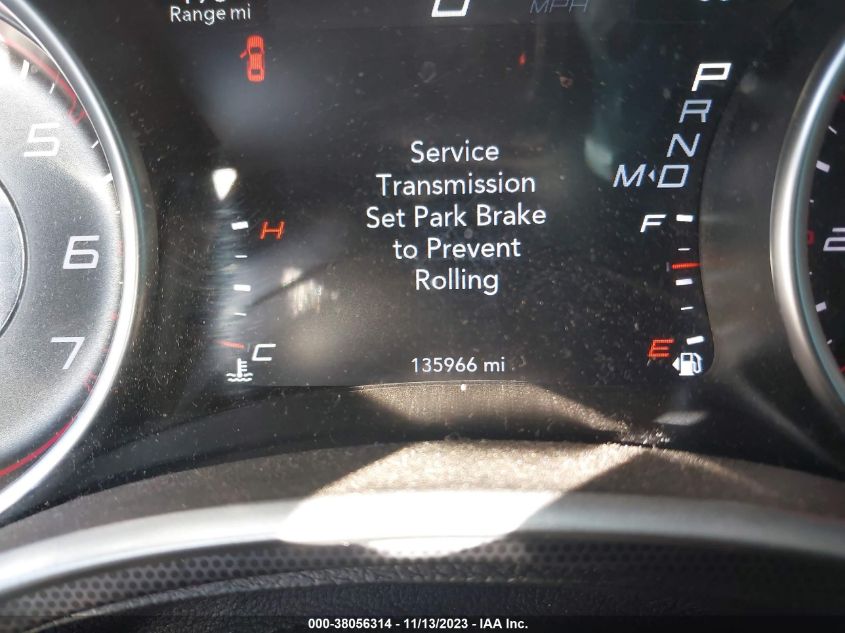 Range mi
MPH
P
R
N
M◂D
5
6
7
H
C
Service
Transmission
Set Park Brake
to Prevent
Rolling
F
E
2
135966 mi
000-38056314 - 11/13/2023 - IAA Inc.